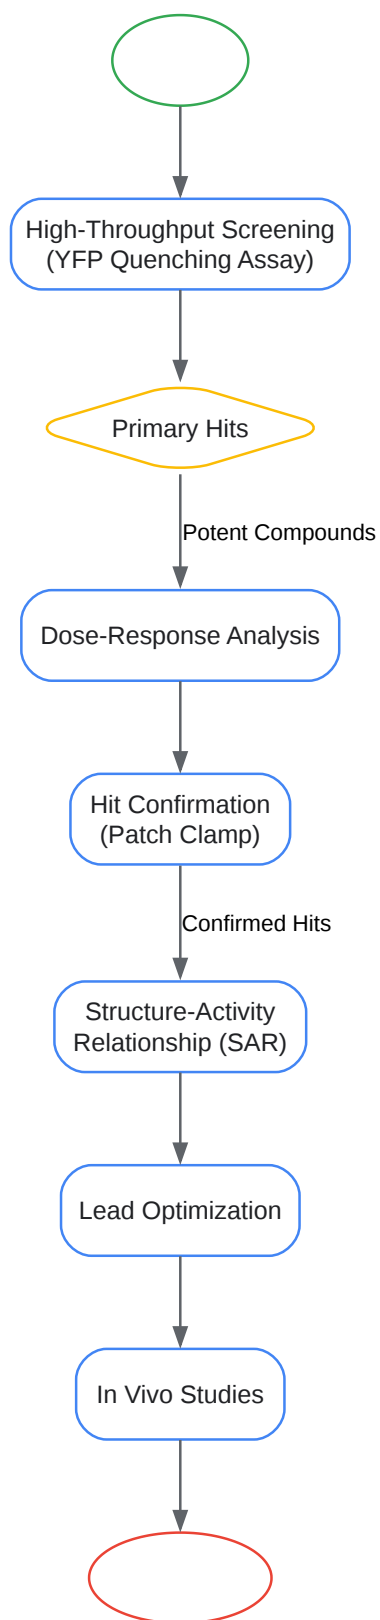 High-Throughput Screening
(YFP Quenching Assay)
Primary Hits
Potent Compounds
Dose-Response Analysis
Hit Confirmation
(Patch Clamp)
Confirmed Hits
Structure-Activity
Relationship (SAR)
Lead Optimization
In Vivo Studies